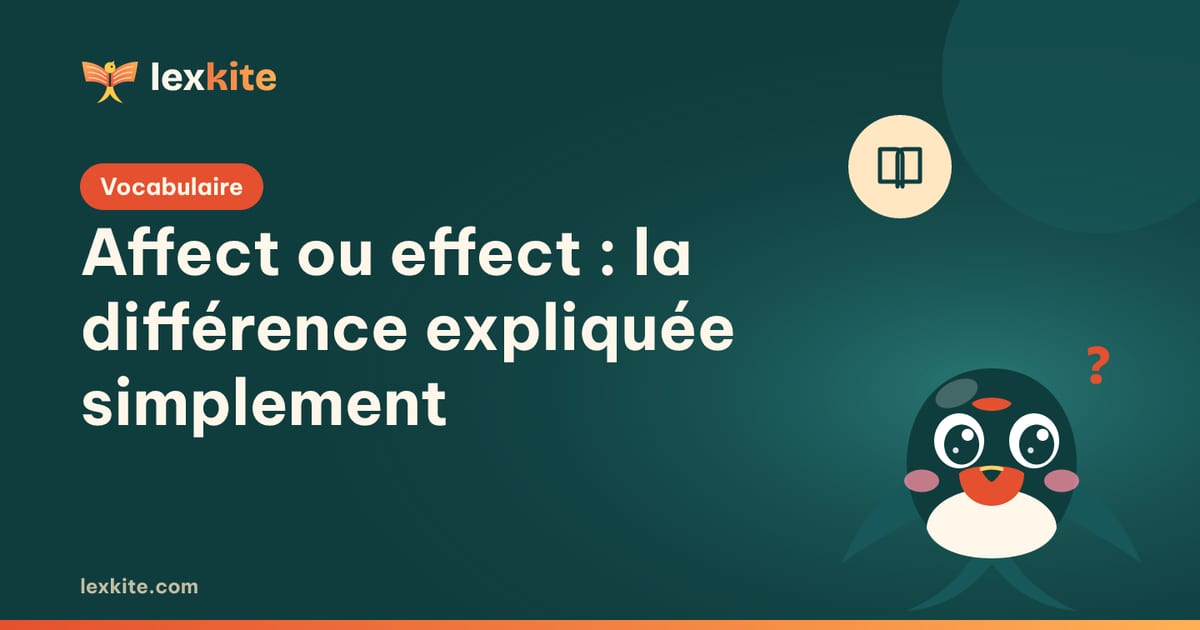 lexkite
Vocabulaire
Affect ou effect : la
différence expliquée
simplement
?
lexkite.com